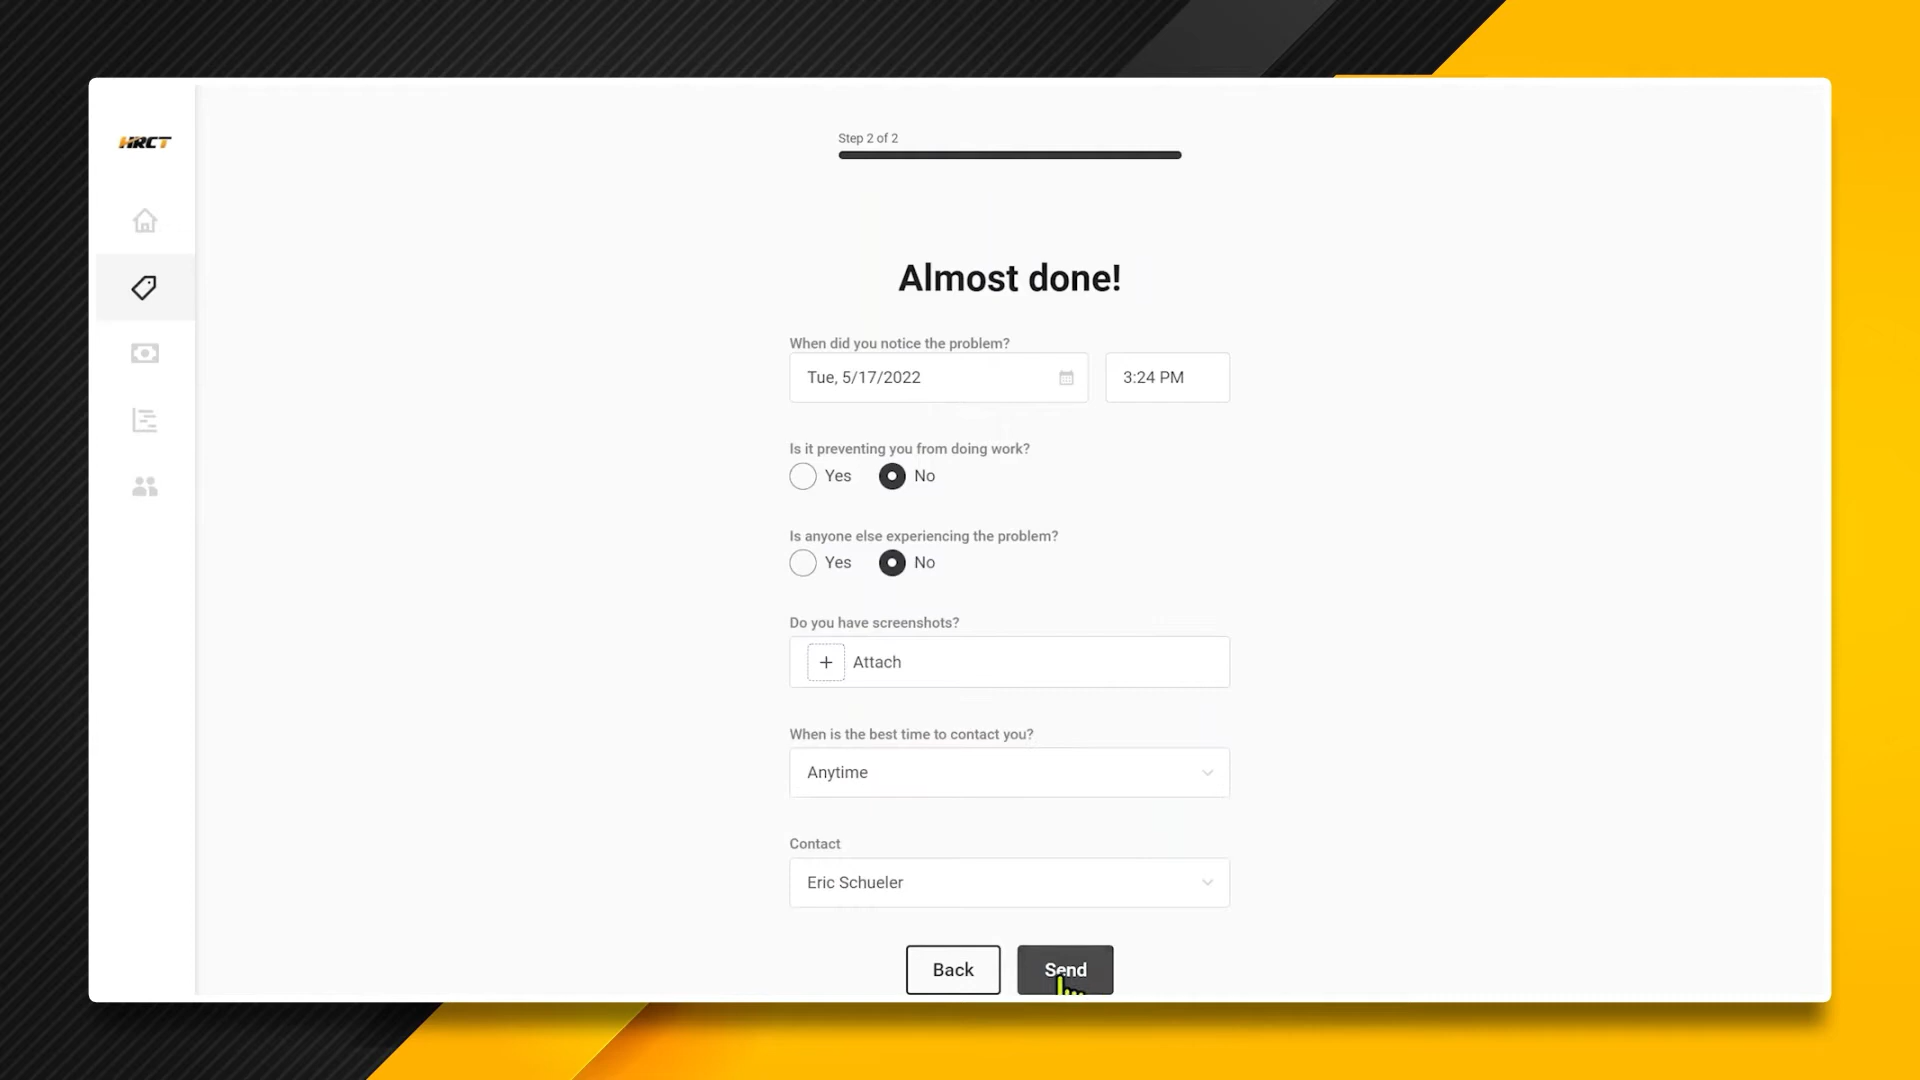 HRCT
Step 2 of 2
Almost done!
When did you notice the problem?
Tue, 5/17/2022 3:24 PM
Is it preventing you from doing work?
Yes No
Is anyone else experiencing the problem?
Yes No
Do you have screenshots?
+ Attach
When is the best time to contact you?
Anytime
Contact
Eric Schueler
Back Send